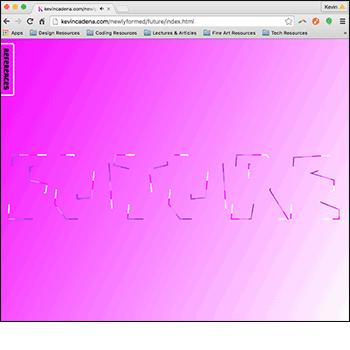 kevincadena.com/newly
Kevin
kevincadena.com/newlyformed/future/index.html
Apps
Design Resources
Coding Resources
Lectures & Articles
Fine Art Resources
Tech Resources
REFERENCES
FUTURE